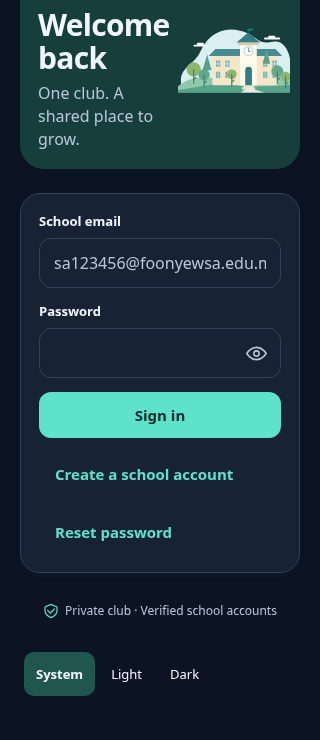 Welcome
back
One club. A
shared place to
grow.
School email
sa123456@foonyewsa.edu.n
Password
Sign in
Create a school account
Reset password
Private club · Verified school accounts
System
Light
Dark